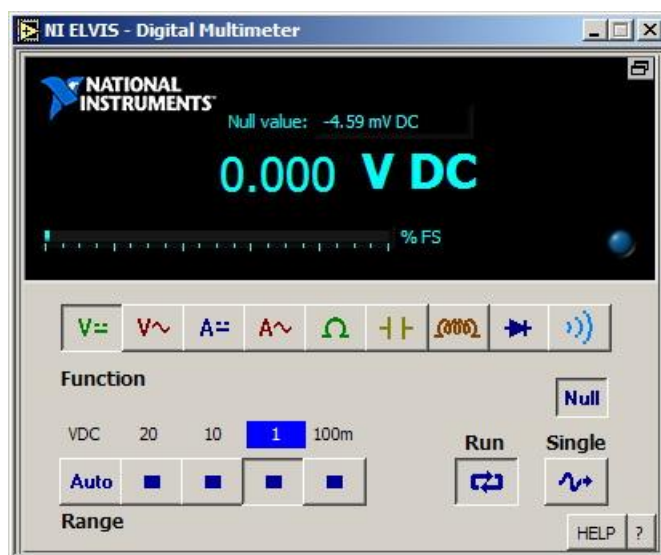 NI ELVIS - Digital Multimeter
NATIONAL
INSTRUMENTS
Null value: -4.59 mV DC
0.000 V DC
% FS
V V A A Ω
Function
Null
VDC 20 10 1 100m
Run Single
Auto
Range
HELP ?